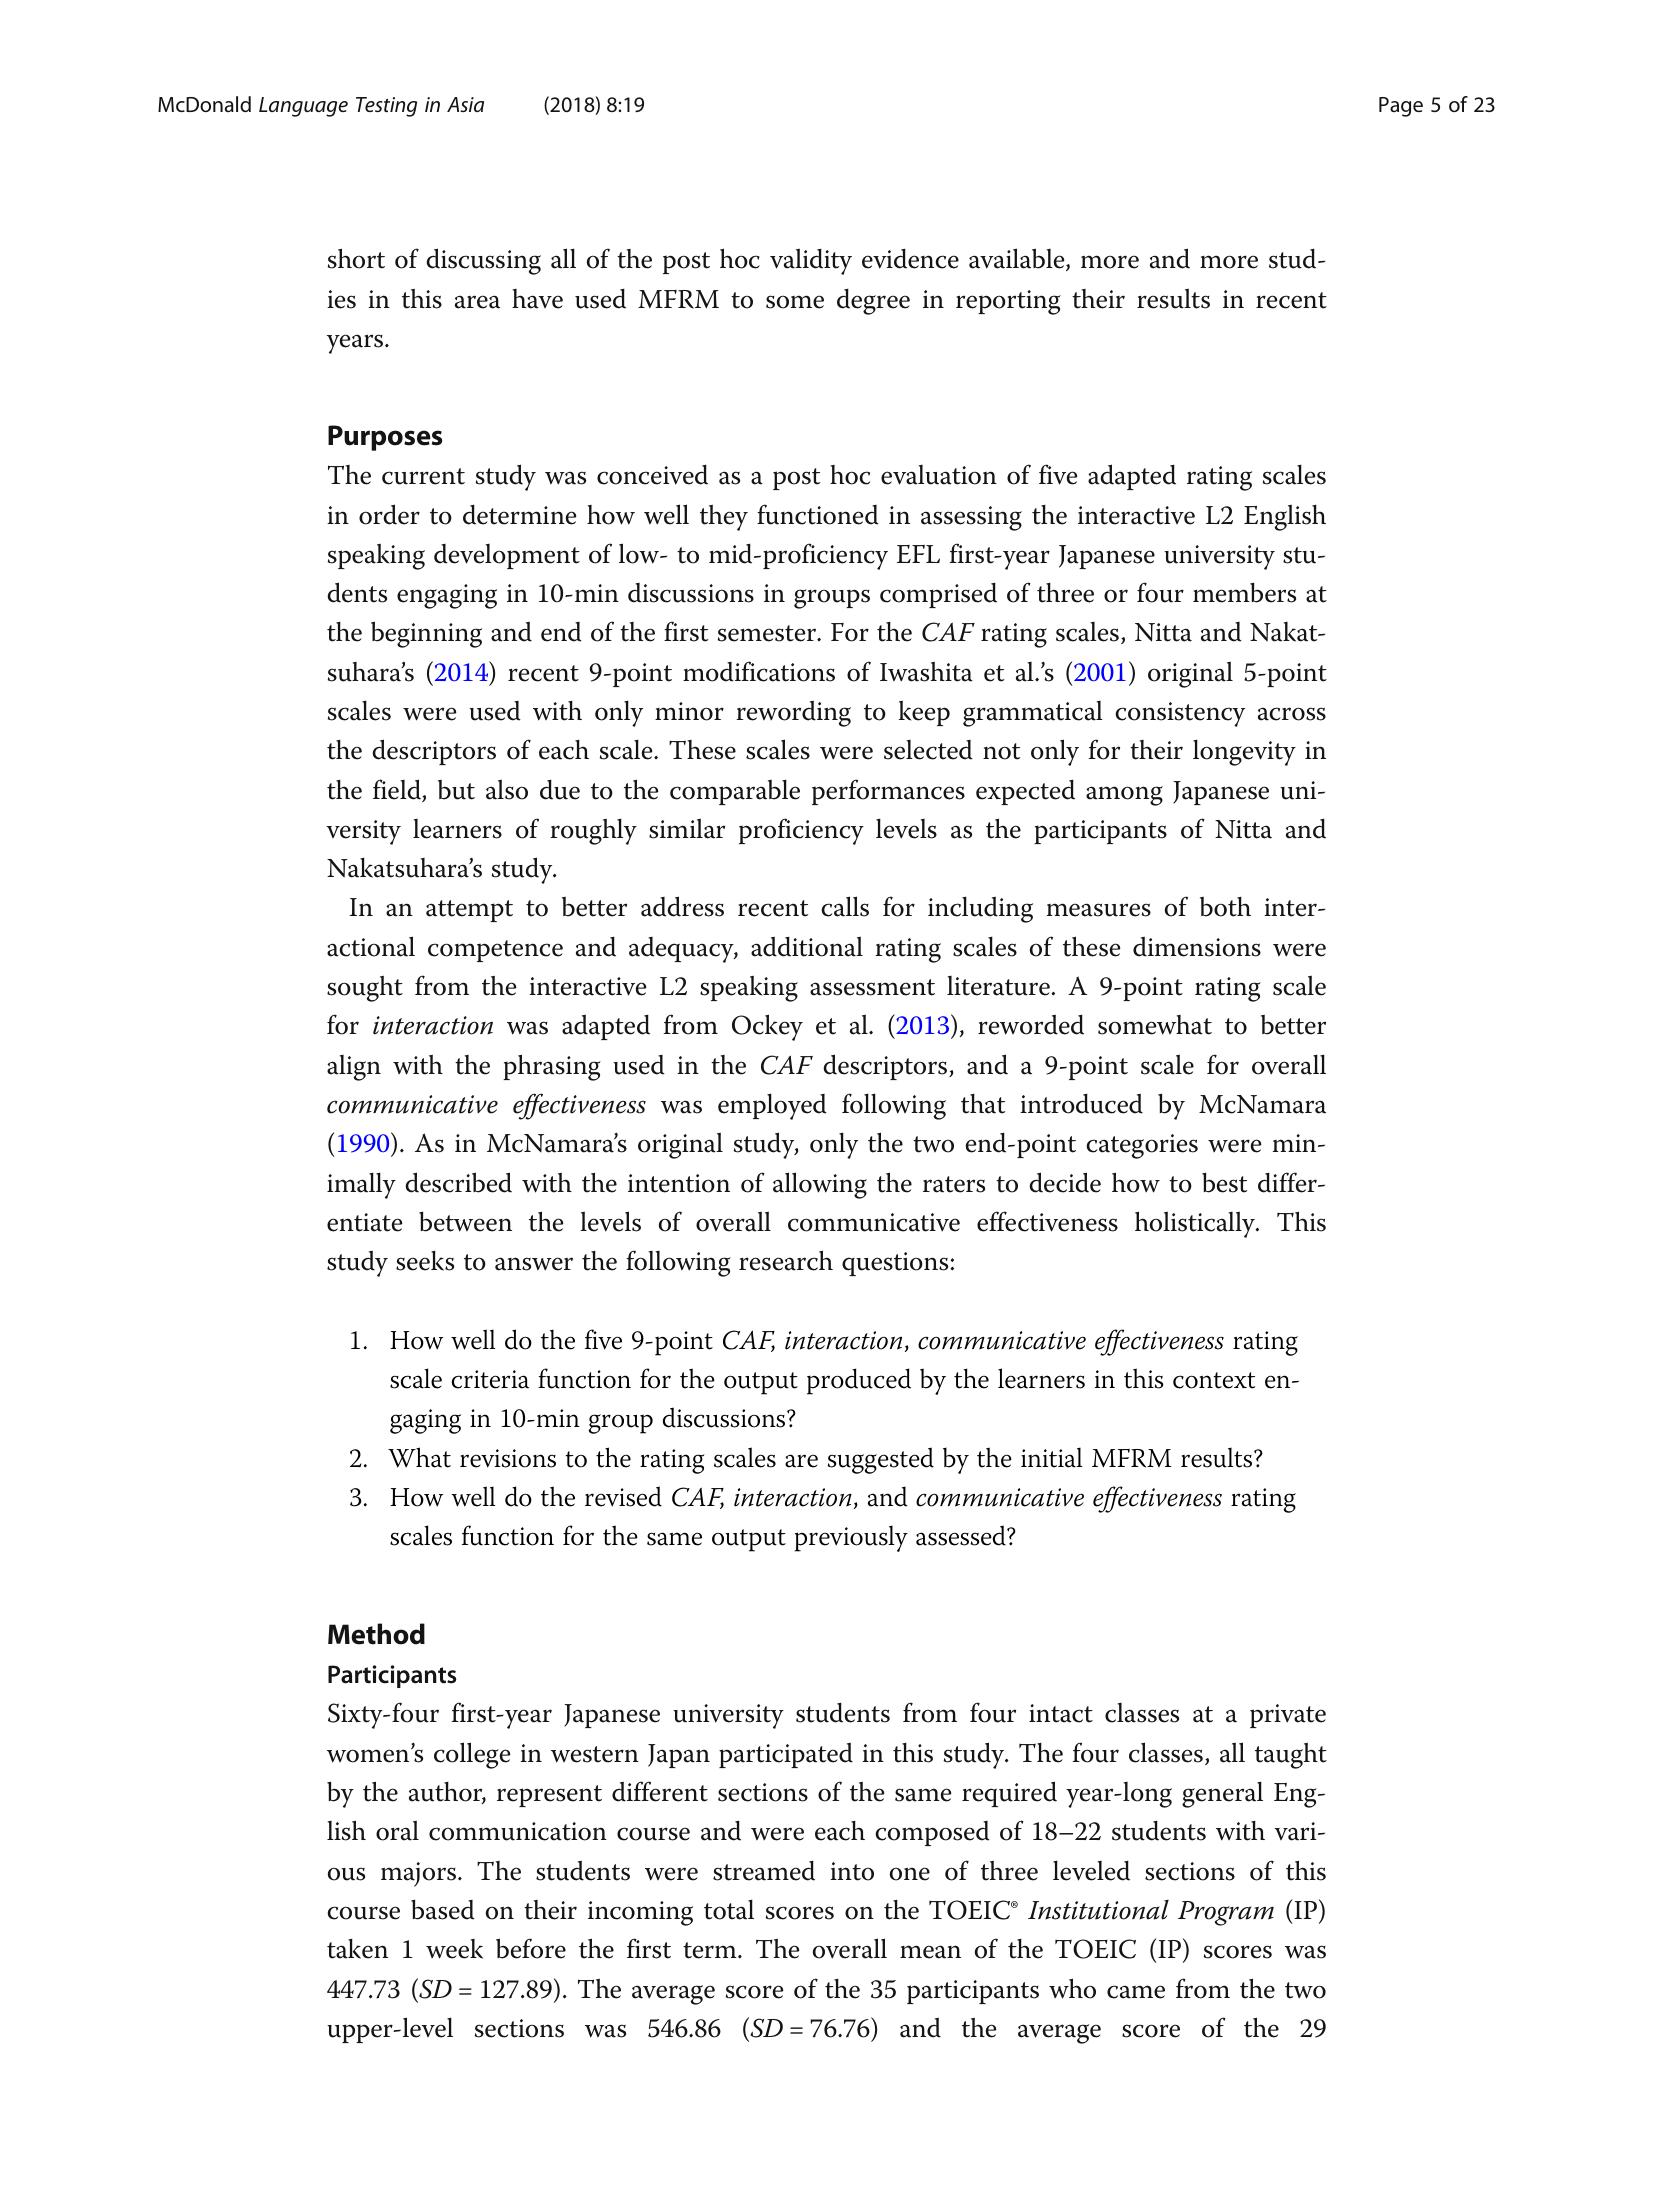 McDonald Language Testing in Asia (2018) 8:19 Page 5 of 23
short of discussing all of the post hoc validity evidence available, more and more stud-
ies in this area have used MFRM to some degree in reporting their results in recent
years.
Purposes
The current study was conceived as a post hoc evaluation of five adapted rating scales
in order to determine how well they functioned in assessing the interactive L2 English
speaking development of low- to mid-proficiency EFL first-year Japanese university stu-
dents engaging in 10-min discussions in groups comprised of three or four members at
the beginning and end of the first semester. For the CAF rating scales, Nitta and Nakat-
suhara’s (2014) recent 9-point modifications of Iwashita et al.’s (2001) original 5-point
scales were used with only minor rewording to keep grammatical consistency across
the descriptors of each scale. These scales were selected not only for their longevity in
the field, but also due to the comparable performances expected among Japanese uni-
versity learners of roughly similar proficiency levels as the participants of Nitta and
Nakatsuhara’s study.
In an attempt to better address recent calls for including measures of both inter-
actional competence and adequacy, additional rating scales of these dimensions were
sought from the interactive L2 speaking assessment literature. A 9-point rating scale
for interaction was adapted from Ockey et al. (2013), reworded somewhat to better
align with the phrasing used in the CAF descriptors, and a 9-point scale for overall
communicative effectiveness was employed following that introduced by McNamara
(1990). As in McNamara’s original study, only the two end-point categories were min-
imally described with the intention of allowing the raters to decide how to best differ-
entiate between the levels of overall communicative effectiveness holistically. This
study seeks to answer the following research questions:
1. How well do the five 9-point CAF, interaction, communicative effectiveness rating
scale criteria function for the output produced by the learners in this context en-
gaging in 10-min group discussions?
2. What revisions to the rating scales are suggested by the initial MFRM results?
3. How well do the revised CAF, interaction, and communicative effectiveness rating
scales function for the same output previously assessed?
Method
Participants
Sixty-four first-year Japanese university students from four intact classes at a private
women’s college in western Japan participated in this study. The four classes, all taught
by the author, represent different sections of the same required year-long general Eng-
lish oral communication course and were each composed of 18–22 students with vari-
ous majors. The students were streamed into one of three leveled sections of this
course based on their incoming total scores on the TOEIC® Institutional Program (IP)
taken 1 week before the first term. The overall mean of the TOEIC (IP) scores was
447.73 (SD = 127.89). The average score of the 35 participants who came from the two
upper-level sections was 546.86 (SD = 76.76) and the average score of the 29